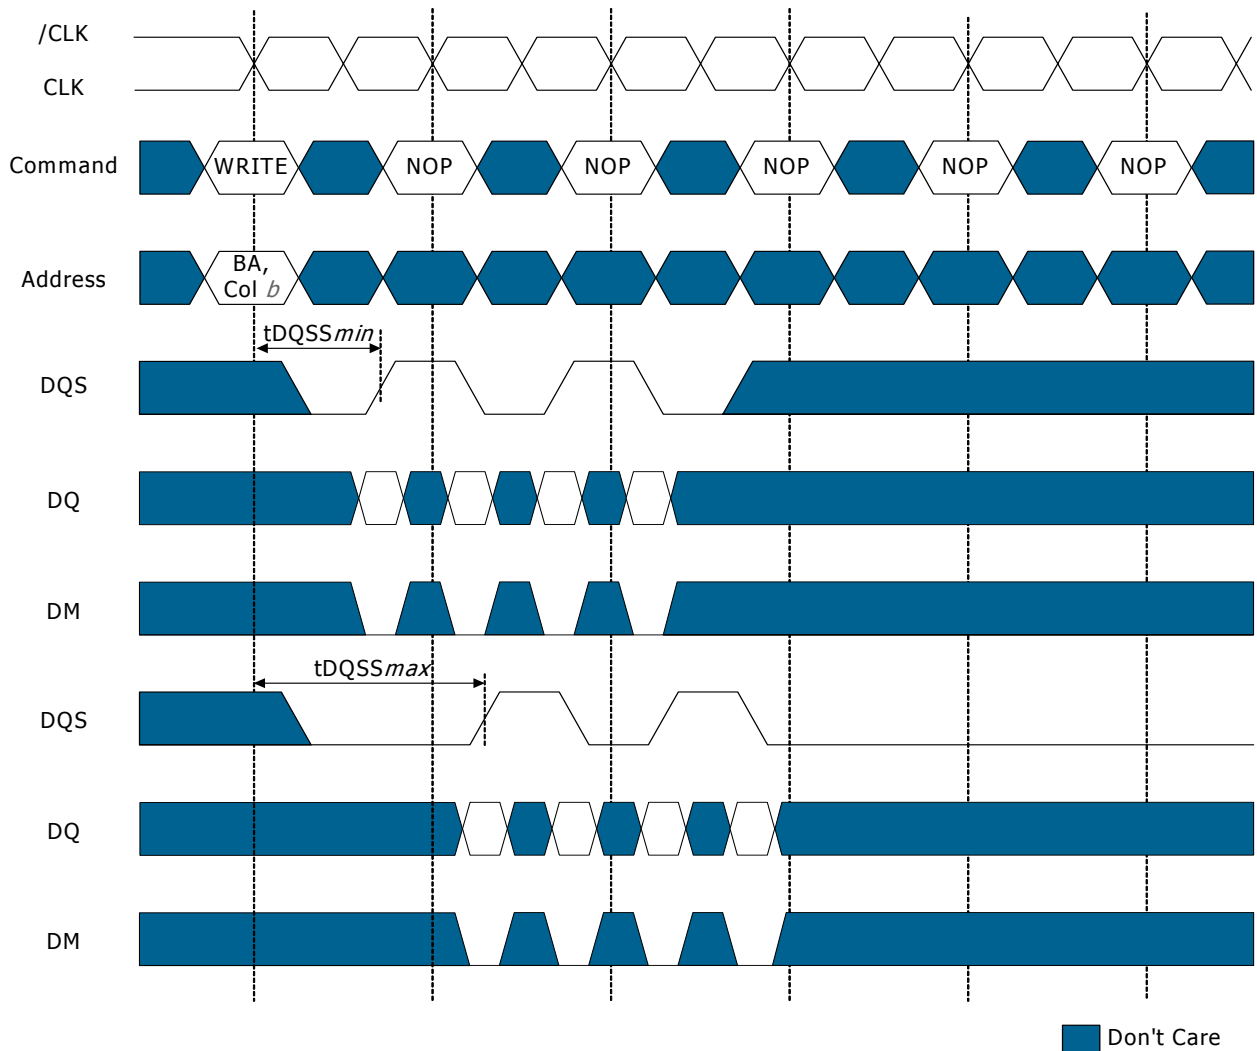 /CLK
CLK
Command
WRITE
NOP
NOP
NOP
NOP
NOP
Address
BA,
Col b
tDQSSmin
DQS
DQ
DM
tDQSSmax
DQS
DQ
DM
Don't Care